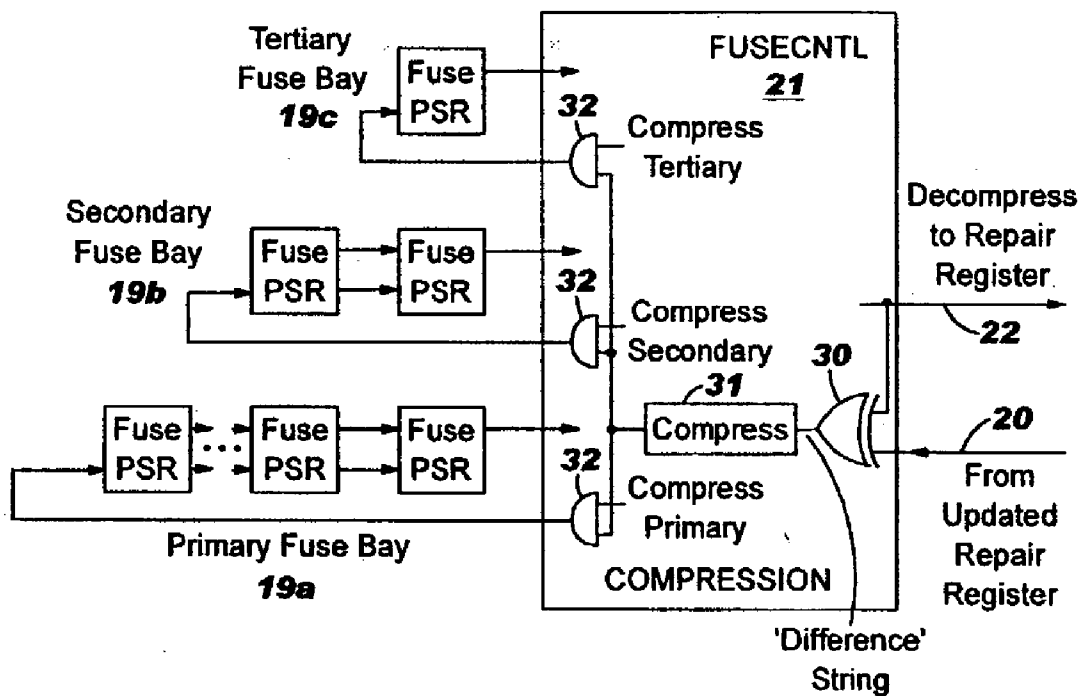 Tertiary
Fuse Bay
19c
Fuse
PSR
FUSECNTL
21
32
Compress
Tertiary
Secondary
Fuse Bay
19b
Fuse
PSR
Fuse
PSR
32
Compress
Secondary
Decompress
to Repair
Register
22
30
31
Compress
20
From
Updated
Repair
Register
Fuse
PSR
Fuse
PSR
Fuse
PSR
32
Compress
Primary
Primary Fuse Bay
19a
COMPRESSION
'Difference'
String